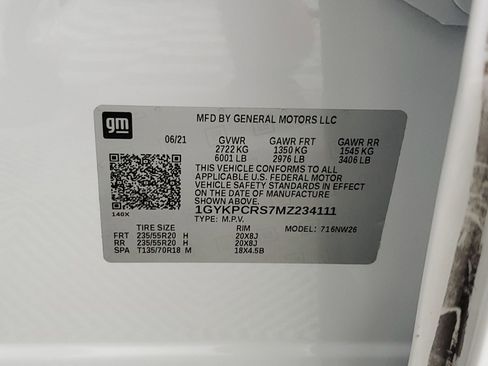 gm
MFD BY GENERAL MOTORS LLC
06/21 GVWR GAWR FRT GAWR RR
2722 KG 1350 KG 1545 KG
6001 LB 2976 LB 3406 LB
THIS VEHICLE CONFORMS TO ALL
APPLICABLE U.S. FEDERAL MOTOR
VEHICLE SAFETY STANDARDS IN EFFECT
ON THE DATE OF MANUFACTURE
SHOWN ABOVE.
1GYKPCRS7MZ234111
140X TYPE: M.P.V. MODEL: 716NW26
TIRE SIZE RIM
FRT 235/55R20 H 20X8J
RR 235/55R20 H 20X8J
SPA T135/70R18 M 18X4.5B